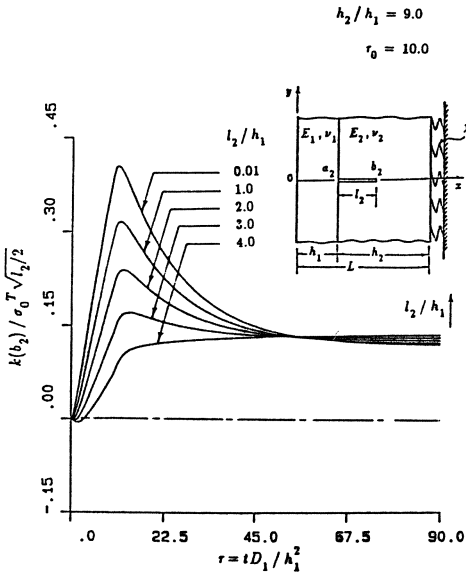 h₂/h₁ = 9.0
τ₀ = 10.0
y
E₁, ν₁
E₂, ν₂
a₂
b₂
0
x
l₂
h₁
h₂
L
l₂/h₁
0.01
1.0
2.0
3.0
4.0
l₂/h₁
k(b₂) / σ₀ᵀ √l₂/2
.45
.30
.15
.00
-.15
.0
22.5
45.0
67.5
90.0
τ = tD₁ / h₁²